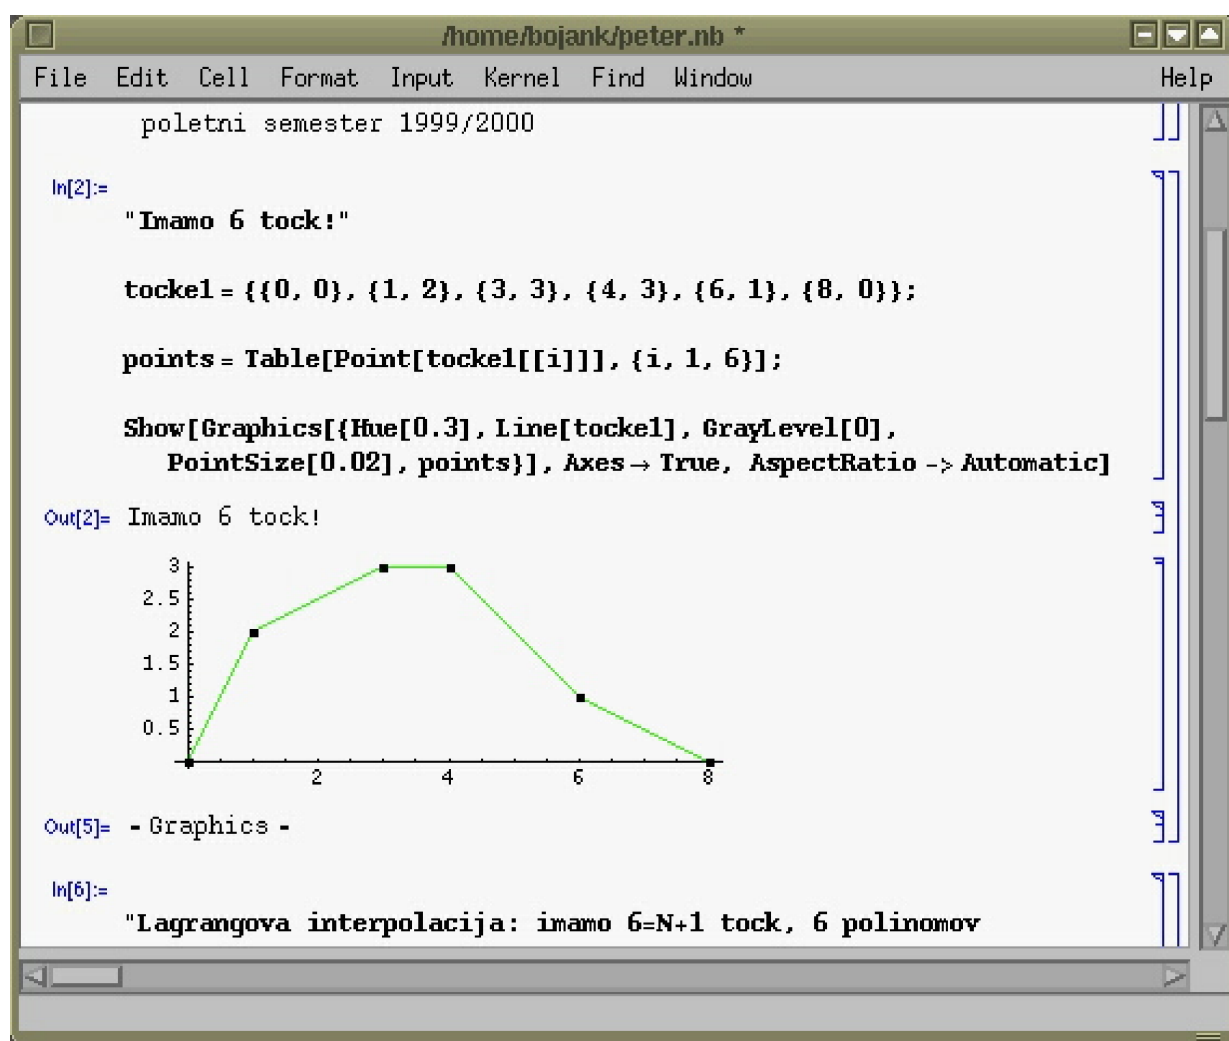 /home/bojank/peter.nb *
File Edit Cell Format Input Kernel Find Window Help
poletni semester 1999/2000
In[2]:=
"Imamo 6 tock!"
tocke1 = {{0, 0}, {1, 2}, {3, 3}, {4, 3}, {6, 1}, {8, 0}};
points = Table[Point[tocke1[[i]]], {i, 1, 6}];
Show[Graphics[{Hue[0.3], Line[tocke1], GrayLevel[0],
PointSize[0.02], points}], Axes → True, AspectRatio -> Automatic]
Out[2]= Imamo 6 tock!
3
2.5
2
1.5
1
0.5
2 4 6 8
Out[5]= - Graphics -
In[6]:=
"Lagrangova interpolacija: imamo 6=N+1 tock, 6 polinomov